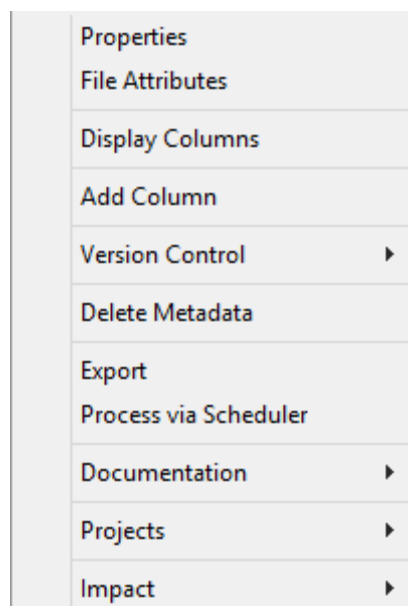 Properties
File Attributes
Display Columns
Add Column
Version Control
Delete Metadata
Export
Process via Scheduler
Documentation
Projects
Impact